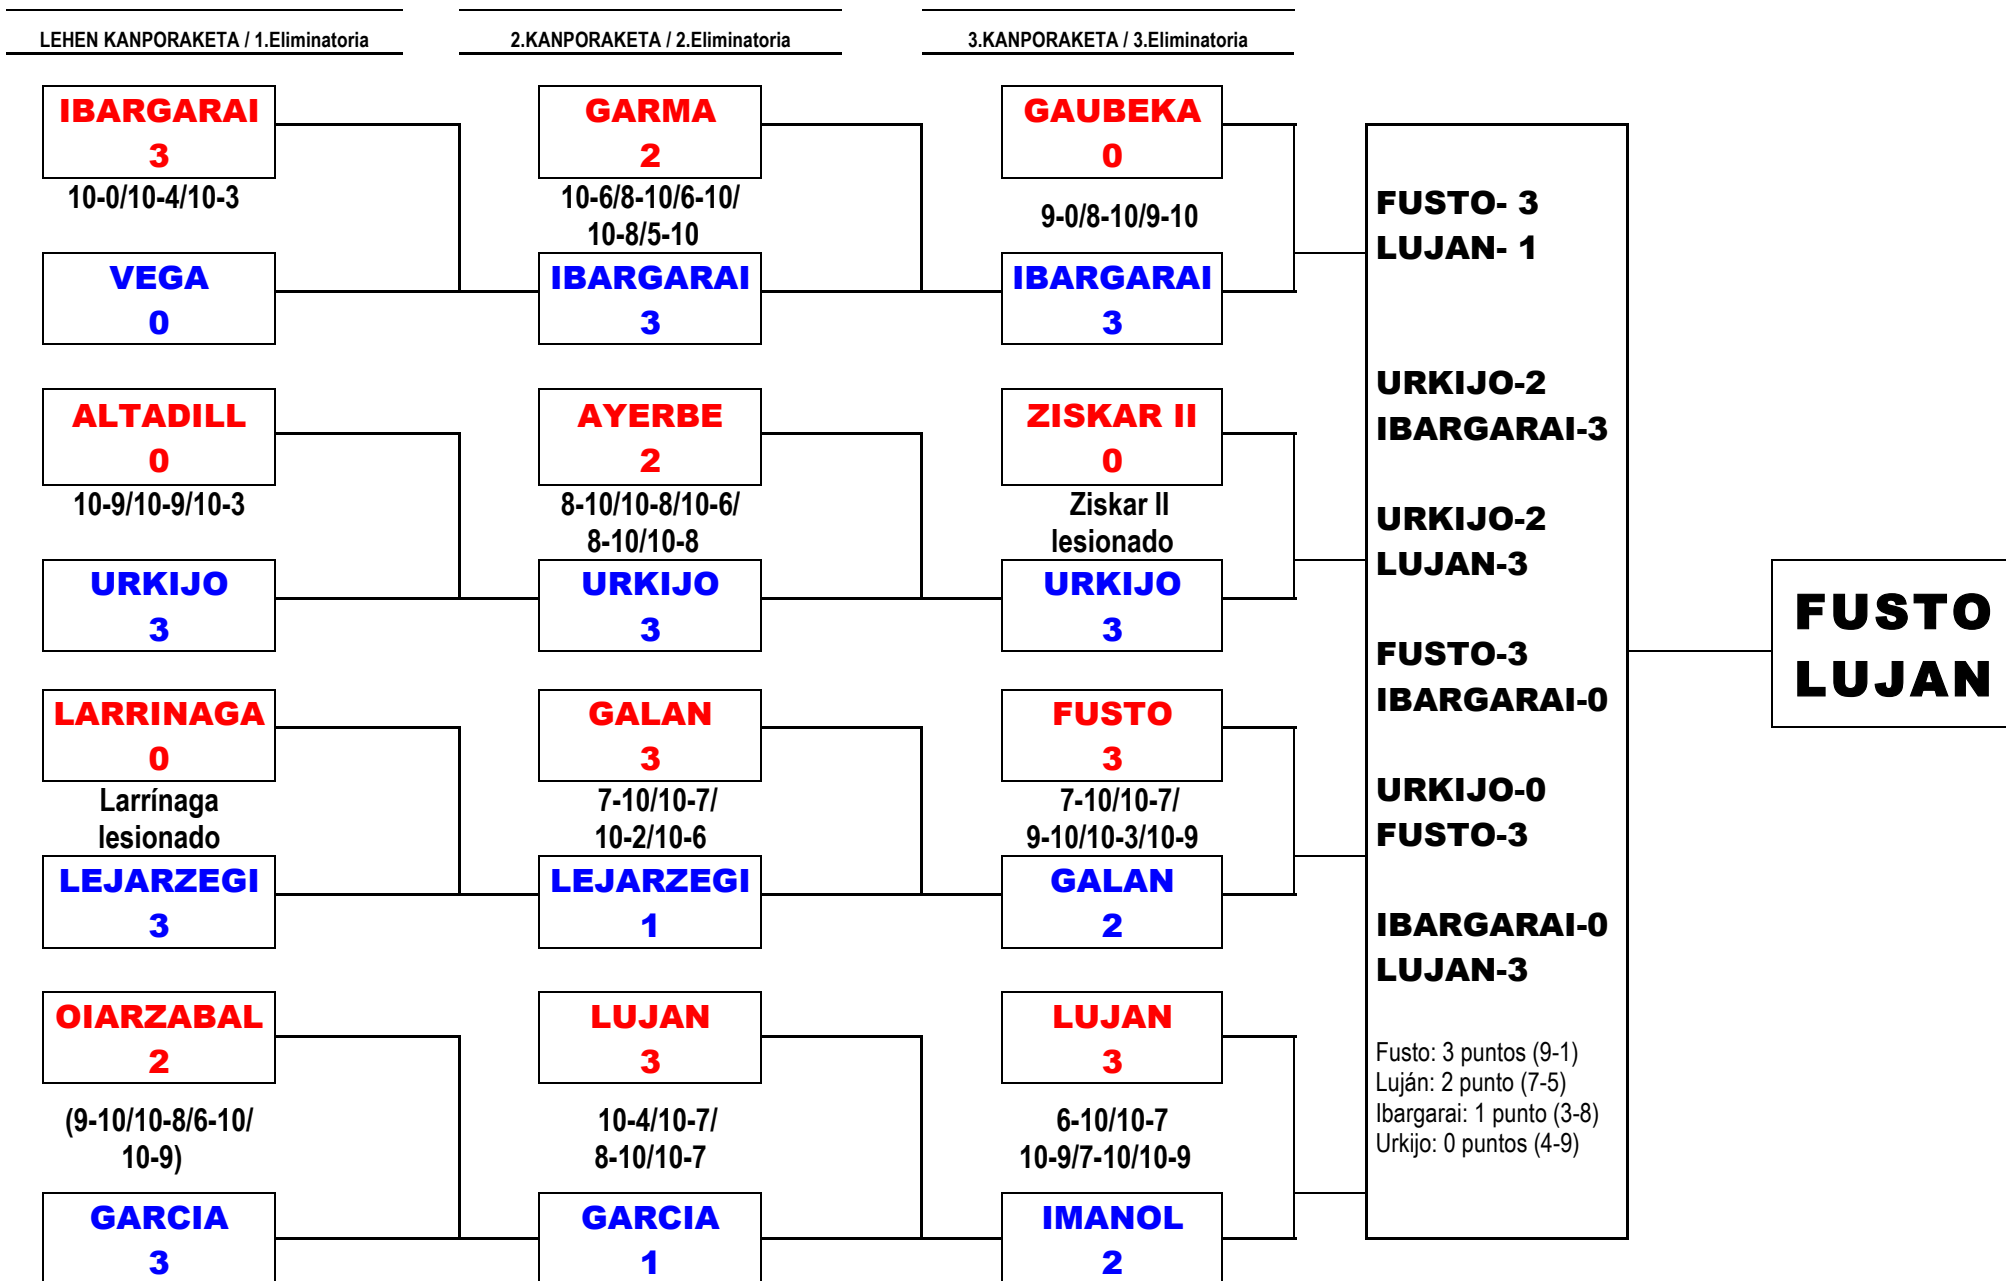 LEHEN KANPORAKETA / 1.Eliminatoria
2.KANPORAKETA / 2.Eliminatoria
3.KANPORAKETA / 3.Eliminatoria
IBARGARAI
3
10-0/10-4/10-3
VEGA
0
ALTADILL
0
10-9/10-9/10-3
URKIJO
3
LARRINAGA
0
Larrínaga
lesionado
LEJARZEGI
3
OIARZABAL
2
(9-10/10-8/6-10/
10-9)
GARCIA
3
GARMA
2
10-6/8-10/6-10/
10-8/5-10
IBARGARAI
3
AYERBE
2
8-10/10-8/10-6/
8-10/10-8
URKIJO
3
GALAN
3
7-10/10-7/
10-2/10-6
LEJARZEGI
1
LUJAN
3
10-4/10-7/
8-10/10-7
GARCIA
1
GAUBEKA
0
9-0/8-10/9-10
IBARGARAI
3
ZISKAR II
0
Ziskar II
lesionado
URKIJO
3
FUSTO
3
7-10/10-7/
9-10/10-3/10-9
GALAN
2
LUJAN
3
6-10/10-7
10-9/7-10/10-9
IMANOL
2
FUSTO- 3
LUJAN- 1
URKIJO-2
IBARGARAI-3
URKIJO-2
LUJAN-3
FUSTO-3
IBARGARAI-0
URKIJO-0
FUSTO-3
IBARGARAI-0
LUJAN-3
Fusto: 3 puntos (9-1)
Luján: 2 punto (7-5)
Ibargarai: 1 punto (3-8)
Urkijo: 0 puntos (4-9)
FUSTO
LUJAN